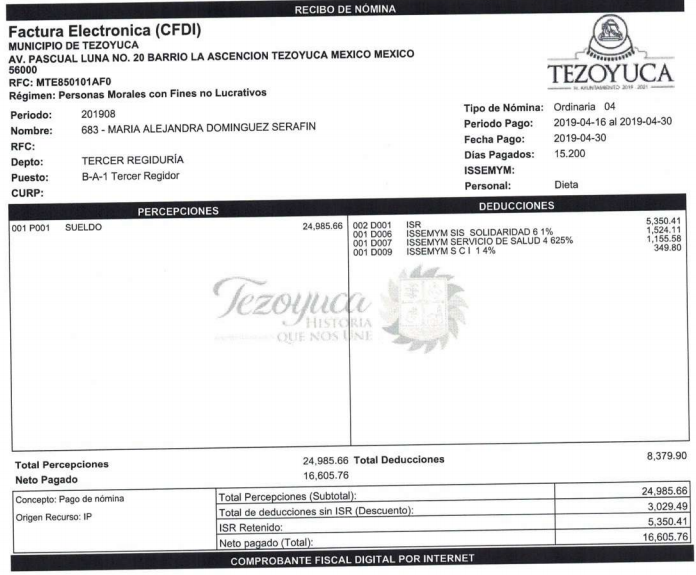 RECIBO DE NÓMINA
Factura Electronica (CFDI)
MUNICIPIO DE TEZOYUCA
AV. PASCUAL LUNA NO. 20 BARRIO LA ASCENCION TEZOYUCA MEXICO MEXICO
56000
RFC: MTE850101AF0
Régimen: Personas Morales con Fines no Lucrativos
TEZOYUCA
H. AYUNTAMIENTO 2019 - 2021
Periodo: 201908
Nombre: 683 - MARIA ALEJANDRA DOMINGUEZ SERAFIN
RFC:
Depto: TERCER REGIDURÍA
Puesto: B-A-1 Tercer Regidor
CURP:
Tipo de Nómina: Ordinaria 04
Periodo Pago: 2019-04-16 al 2019-04-30
Fecha Pago: 2019-04-30
Días Pagados: 15.200
ISSEMYM:
Personal: Dieta
PERCEPCIONES DEDUCCIONES
001 P001 SUELDO 24,985.66
002 D001 ISR 5,350.41
001 D006 ISSEMYM SIS SOLIDARIDAD 6 1% 1,524.11
001 D007 ISSEMYM SERVICIO DE SALUD 4 625% 1,155.58
001 D009 ISSEMYM S C I 1 4% 349.80
Tezoyuca
HISTORIA
QUE NOS UNE
Total Percepciones 24,985.66 Total Deducciones 8,379.90
Neto Pagado 16,605.76
Concepto: Pago de nómina
Origen Recurso: IP
Total Percepciones (Subtotal): 24,985.66
Total de deducciones sin ISR (Descuento): 3,029.49
ISR Retenido: 5,350.41
Neto pagado (Total): 16,605.76
COMPROBANTE FISCAL DIGITAL POR INTERNET